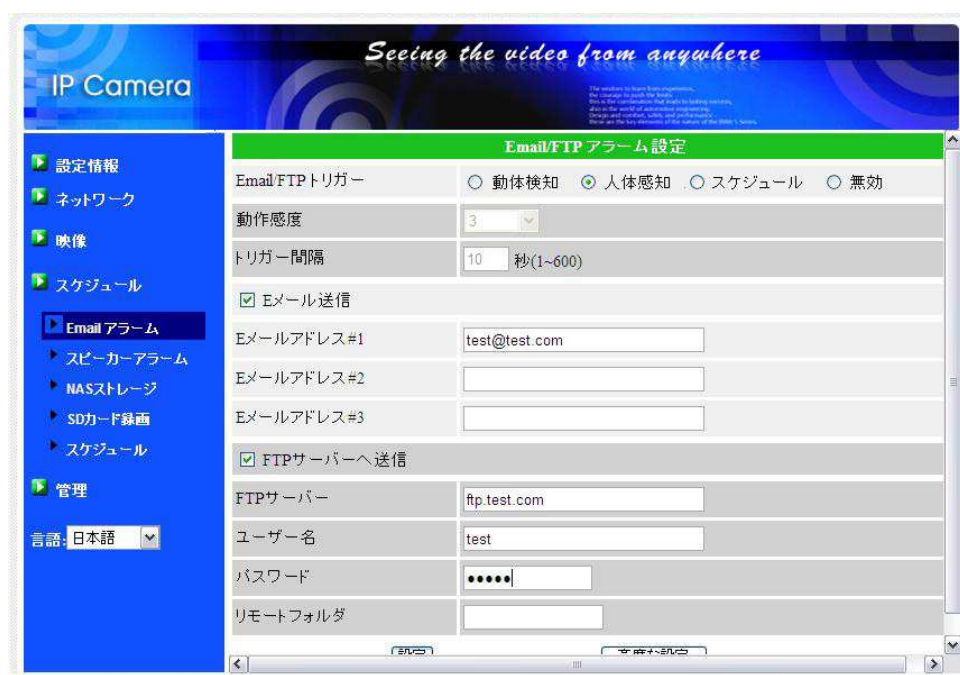 Seeing the video from anywhere
IP Camera
設定情報
ネットワーク
映像
スケジュール
Email アラーム
スピーカーアラーム
NASストレージ
SDカード録画
スケジュール
管理
言語: 日本語
Email/FTP アラーム設定
Email/FTPトリガー 動体検知 人体感知 スケジュール 無効
動作感度 3
トリガー間隔 10 秒(1~600)
Eメール送信
Eメールアドレス#1 test@test.com
Eメールアドレス#2
Eメールアドレス#3
FTPサーバーへ送信
FTPサーバー ftp.test.com
ユーザー名 test
パスワード •••••
リモートフォルダ
設定 高度な設定